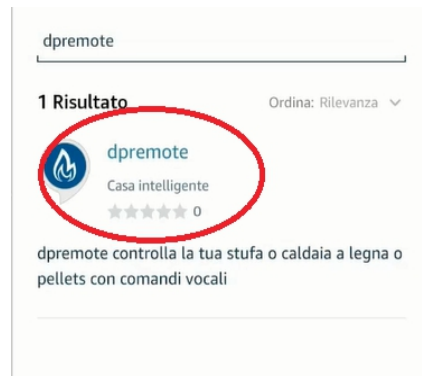 dpremote
1 Risultato Ordina: Rilevanza
dpremote
Casa intelligente
0
dpremote controlla la tua stufa o caldaia a legna o
pellets con comandi vocali